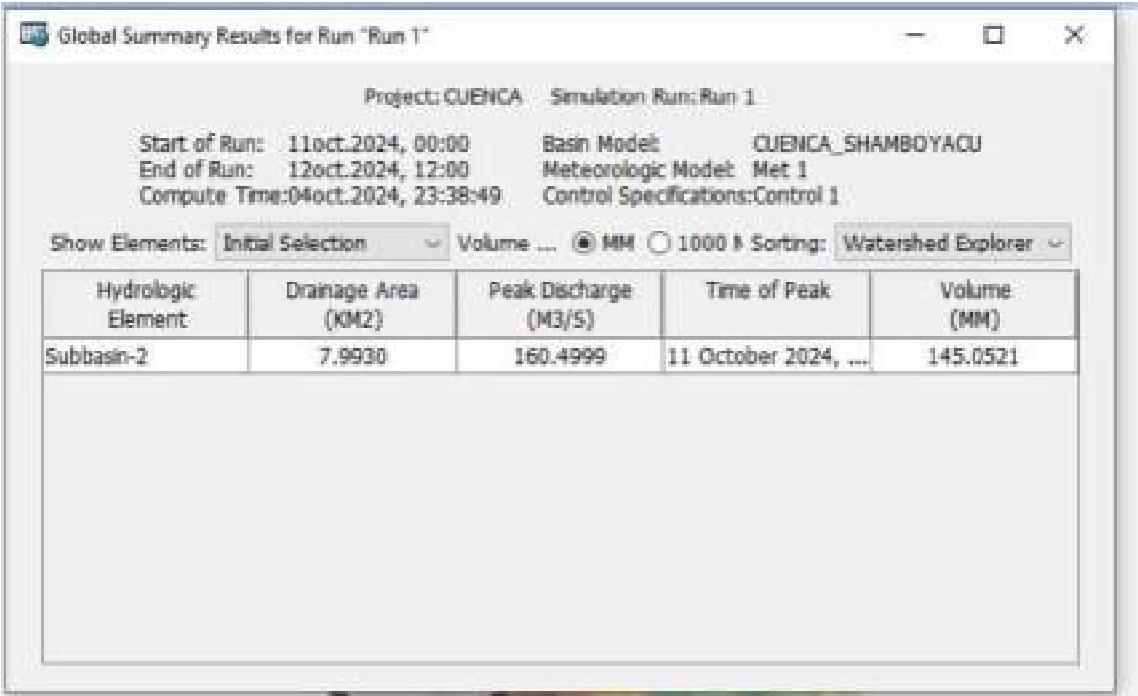 Global Summary Results for Run "Run 1"
Project: CUENCA Simulation Run: Run 1
Start of Run: 11oct.2024, 00:00 Basin Model: CUENCA_SHAMBOYACU
End of Run: 12oct.2024, 12:00 Meteorologic Model: Met 1
Compute Time:04oct.2024, 23:38:49 Control Specifications:Control 1
Show Elements: Initial Selection Volume ... MM 1000 M Sorting: Watershed Explorer
Hydrologic Element Drainage Area (KM2) Peak Discharge (M3/S) Time of Peak Volume (MM)
Subbasin-2 7.9930 160.4999 11 October 2024, ... 145.0521